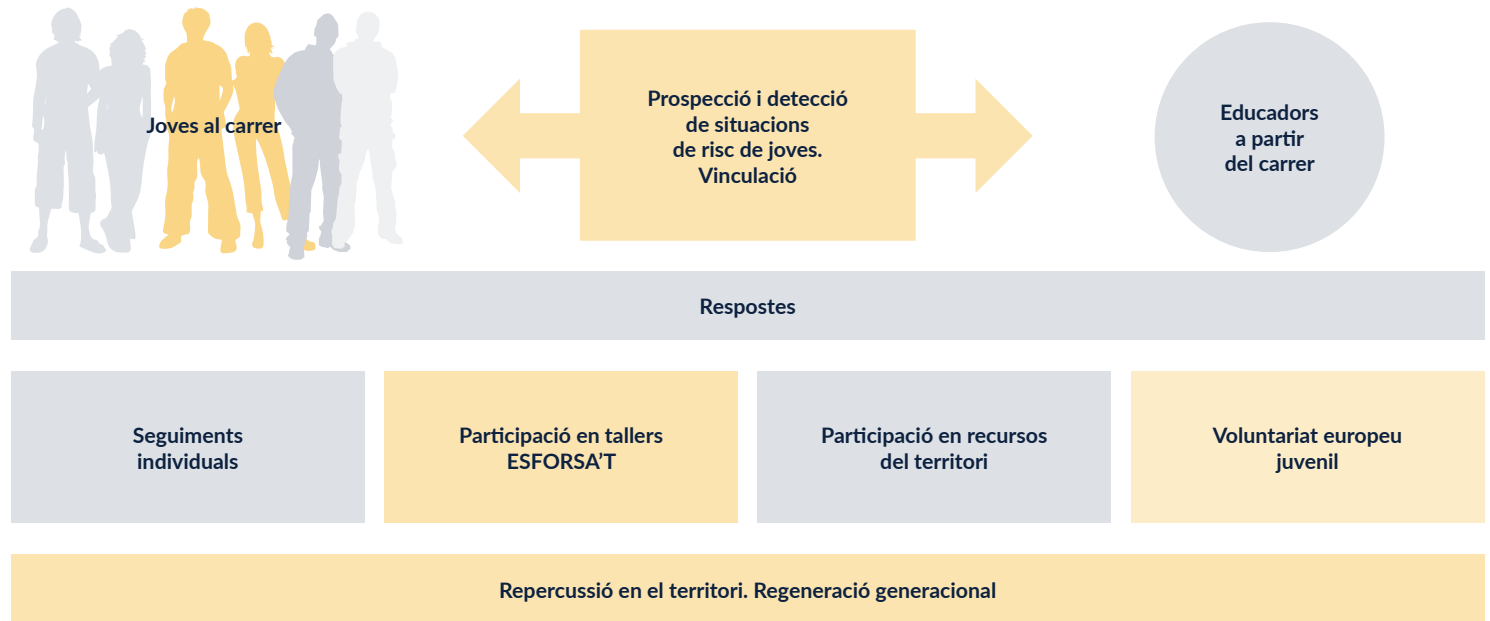 Joves al carrer
Prospecció i detecció
de situacions
de risc de joves.
Vinculació
Educadors
a partir
del carrer
Respostes
Seguiments
individuals
Participació en tallers
ESFORSA’T
Participació en recursos
del territori
Voluntariat europeu
juvenil
Repercussió en el territori. Regeneració generacional